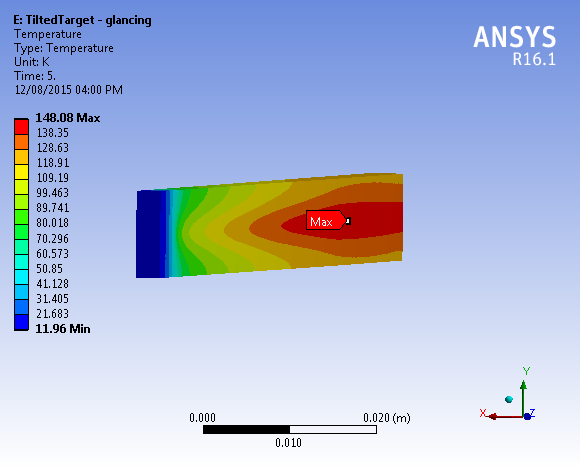 E: TiltedTarget - glancing
Temperature
Type: Temperature
Unit: K
Time: 5.
12/08/2015 04:00 PM
ANSYS
R16.1
148.08 Max
138.35
128.63
118.91
109.19
99.463
89.741
80.018
70.296
60.573
50.85
41.128
31.405
21.683
11.96 Min
Max
0.000
0.020 (m)
0.010
Y
X
Z